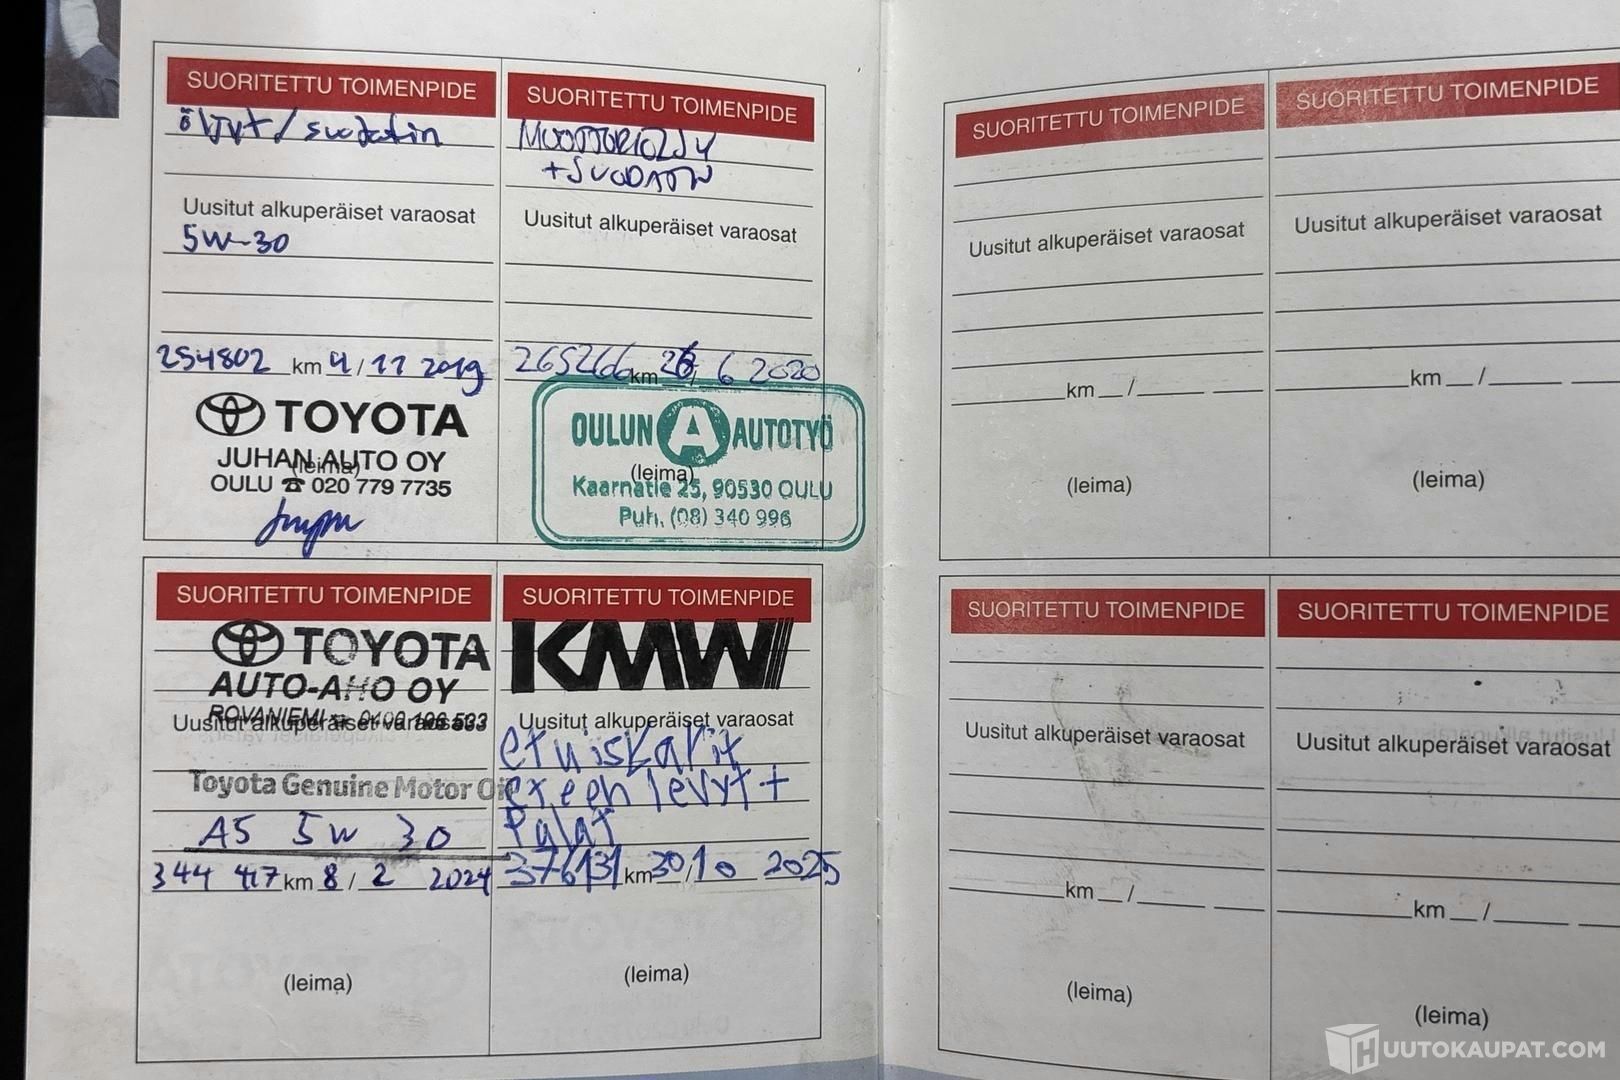 SUORITETTU TOIMENPIDE
öljyt/suodatin
Uusitut alkuperäiset varaosat
5W-30
254802 km 4/11 2019
TOYOTA
JUHAN AUTO OY
(leima)
OULU ☎ 020 779 7735
SUORITETTU TOIMENPIDE
MOOTTORIÖLJY
+SUODATIN
Uusitut alkuperäiset varaosat
265266 km 26/ 6 2020
OULUN A AUTOTYÖ
(leima)
Kaarnatie 25, 90530 OULU
Puh. (08) 340 996
SUORITETTU TOIMENPIDE
TOYOTA
AUTO-AHO OY
ROVANIEMI
Uusitut alkuperäiset varaosat
Toyota Genuine Motor Oil
A5 5W 30
344 417 km 8/2 2024
(leima)
SUORITETTU TOIMENPIDE
KMW
Uusitut alkuperäiset varaosat
etuiskarit
eteen levyt+
Palat
376131 km 30/10 2025
(leima)
SUORITETTU TOIMENPIDE
Uusitut alkuperäiset varaosat
km /
(leima)
SUORITETTU TOIMENPIDE
Uusitut alkuperäiset varaosat
km /
(leima)
SUORITETTU TOIMENPIDE
Uusitut alkuperäiset varaosat
km /
(leima)
SUORITETTU TOIMENPIDE
Uusitut alkuperäiset varaosat
km /
(leima)
HUUTOKAUPAT.COM